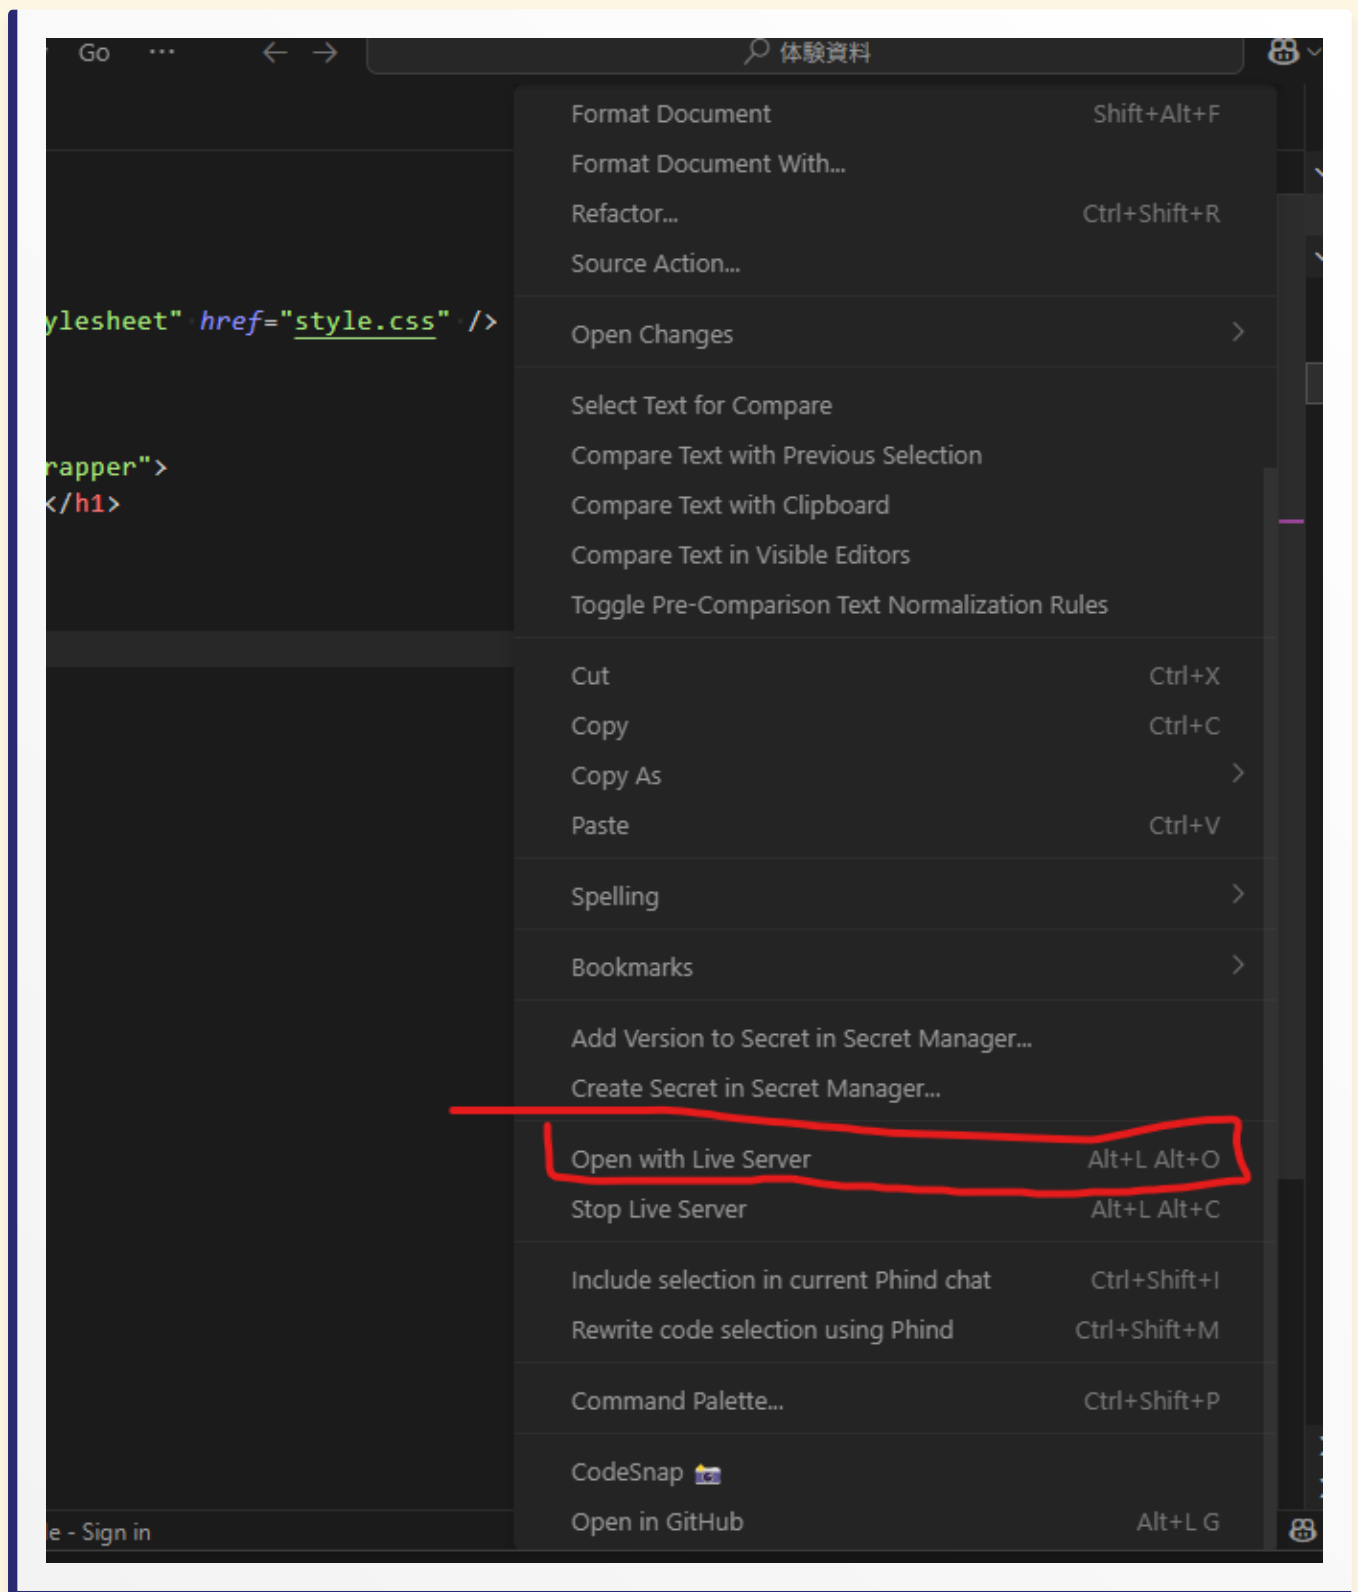 Go ··· ← → 体験資料
Format Document Shift+Alt+F
Format Document With...
Refactor... Ctrl+Shift+R
Source Action...
ylesheet" href="style.css" />
Open Changes
Select Text for Compare
Compare Text with Previous Selection
rapper">
Compare Text with Clipboard
</h1>
Compare Text in Visible Editors
Toggle Pre-Comparison Text Normalization Rules
Cut Ctrl+X
Copy Ctrl+C
Copy As
Paste Ctrl+V
Spelling
Bookmarks
Add Version to Secret in Secret Manager...
Create Secret in Secret Manager...
Open with Live Server Alt+L Alt+O
Stop Live Server Alt+L Alt+C
Include selection in current Phind chat Ctrl+Shift+I
Rewrite code selection using Phind Ctrl+Shift+M
Command Palette... Ctrl+Shift+P
CodeSnap 📸
Open in GitHub Alt+L G
le - Sign in